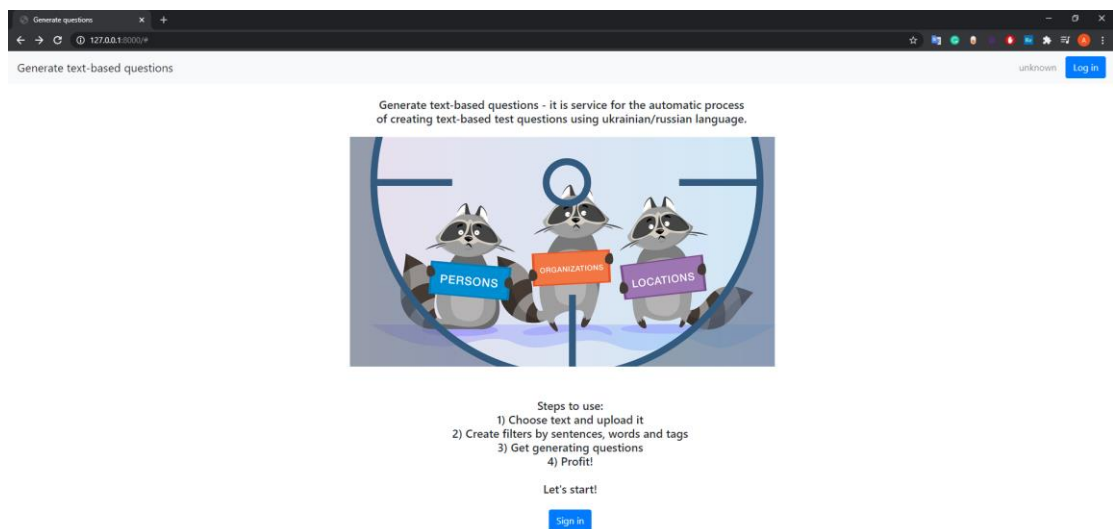 Generate questions
127.0.0.1:8000/#
Generate text-based questions
unknown
Log in
Generate text-based questions - it is service for the automatic process
of creating text-based test questions using ukrainian/russian language.
PERSONS
ORGANIZATIONS
LOCATIONS
Steps to use:
1) Choose text and upload it
2) Create filters by sentences, words and tags
3) Get generating questions
4) Profit!
Let's start!
Sign in